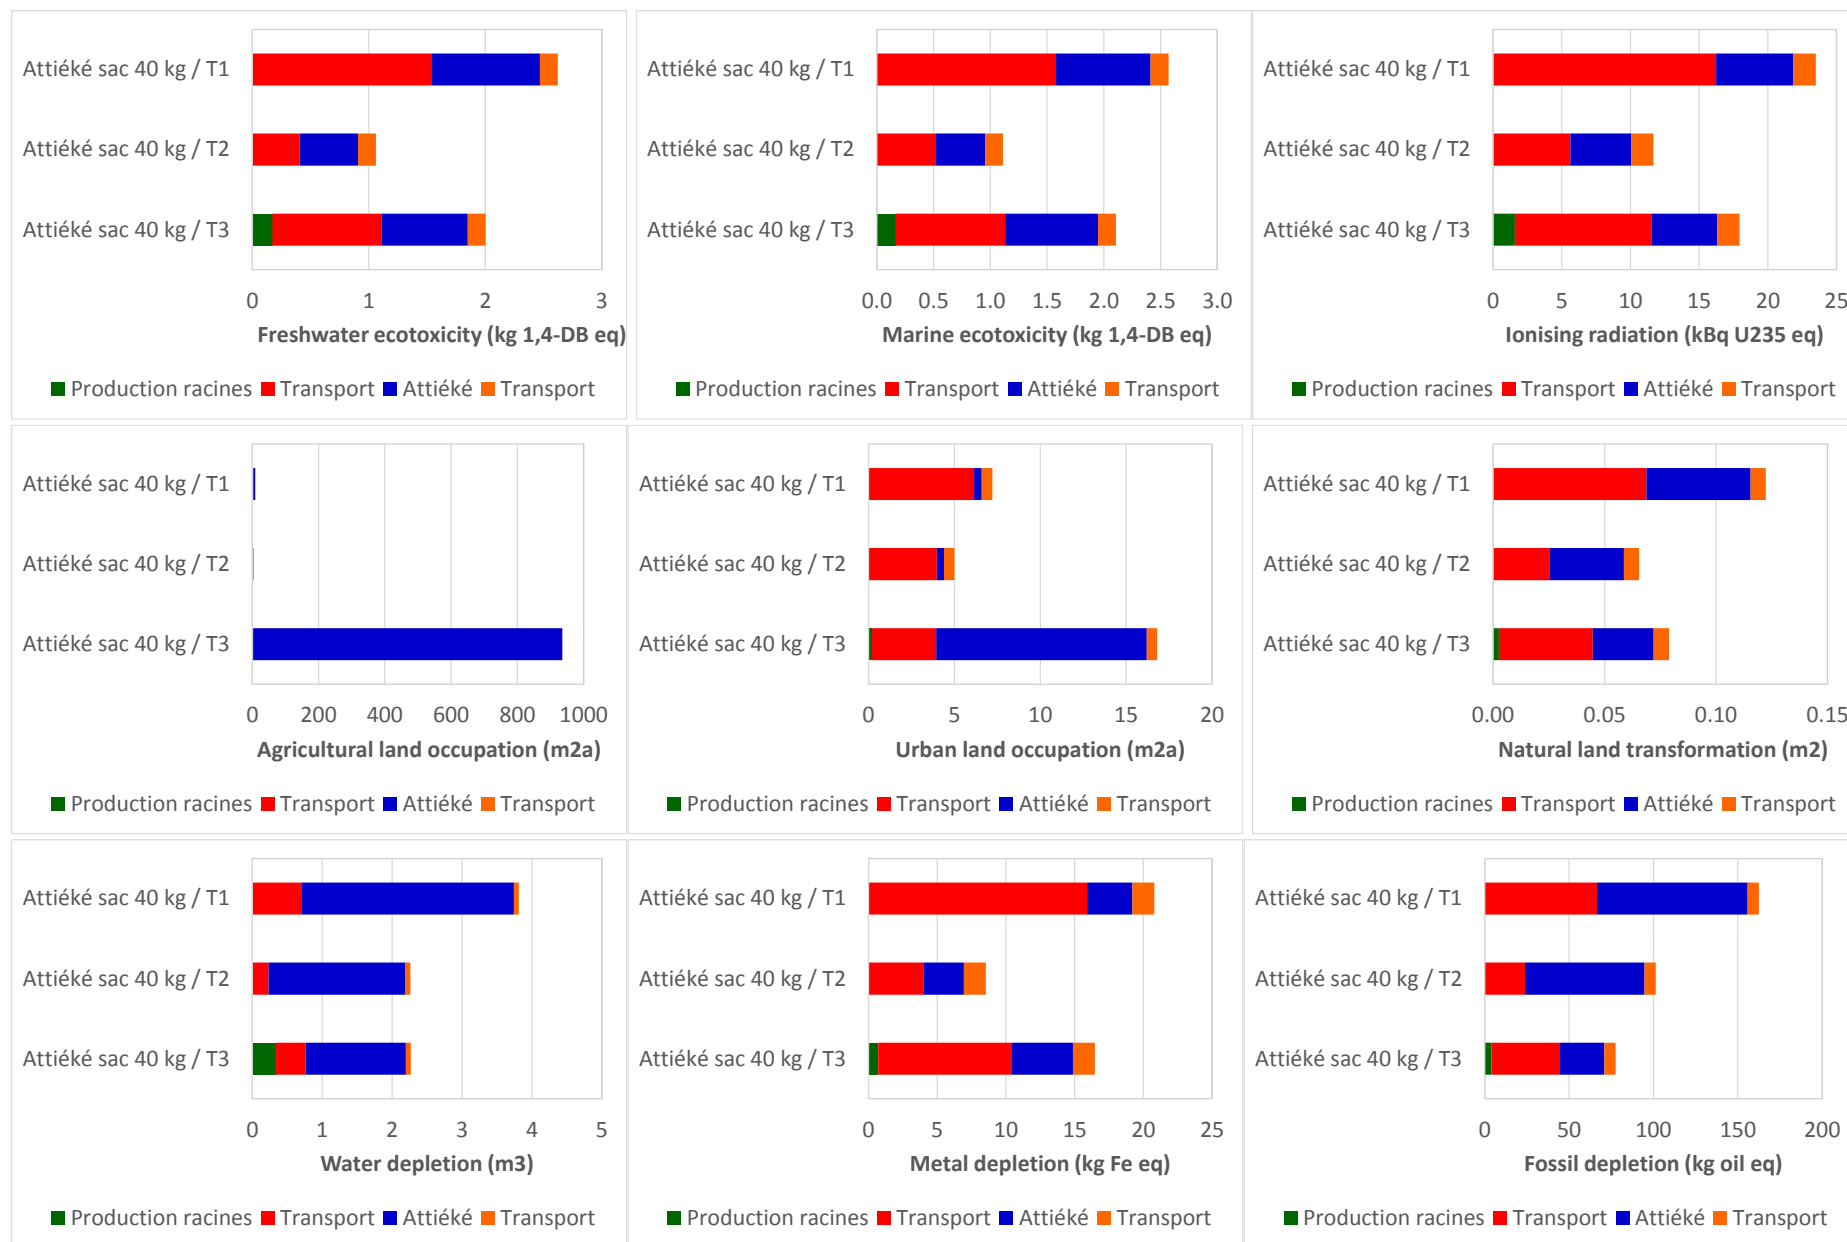 Attiéké sac 40 kg / T1
Attiéké sac 40 kg / T2
Attiéké sac 40 kg / T3
0 1 2 3
Freshwater ecotoxicity (kg 1,4-DB eq)
Production racines Transport Attiéké Transport
Attiéké sac 40 kg / T1
Attiéké sac 40 kg / T2
Attiéké sac 40 kg / T3
0.0 0.5 1.0 1.5 2.0 2.5 3.0
Marine ecotoxicity (kg 1,4-DB eq)
Production racines Transport Attiéké Transport
Attiéké sac 40 kg / T1
Attiéké sac 40 kg / T2
Attiéké sac 40 kg / T3
0 5 10 15 20 25
Ionising radiation (kBq U235 eq)
Production racines Transport Attiéké Transport
Attiéké sac 40 kg / T1
Attiéké sac 40 kg / T2
Attiéké sac 40 kg / T3
0 200 400 600 800 1000
Agricultural land occupation (m2a)
Production racines Transport Attiéké Transport
Attiéké sac 40 kg / T1
Attiéké sac 40 kg / T2
Attiéké sac 40 kg / T3
0 5 10 15 20
Urban land occupation (m2a)
Production racines Transport Attiéké Transport
Attiéké sac 40 kg / T1
Attiéké sac 40 kg / T2
Attiéké sac 40 kg / T3
0.00 0.05 0.10 0.15
Natural land transformation (m2)
Production racines Transport Attiéké Transport
Attiéké sac 40 kg / T1
Attiéké sac 40 kg / T2
Attiéké sac 40 kg / T3
0 1 2 3 4 5
Water depletion (m3)
Production racines Transport Attiéké Transport
Attiéké sac 40 kg / T1
Attiéké sac 40 kg / T2
Attiéké sac 40 kg / T3
0 5 10 15 20 25
Metal depletion (kg Fe eq)
Production racines Transport Attiéké Transport
Attiéké sac 40 kg / T1
Attiéké sac 40 kg / T2
Attiéké sac 40 kg / T3
0 50 100 150 200
Fossil depletion (kg oil eq)
Production racines Transport Attiéké Transport